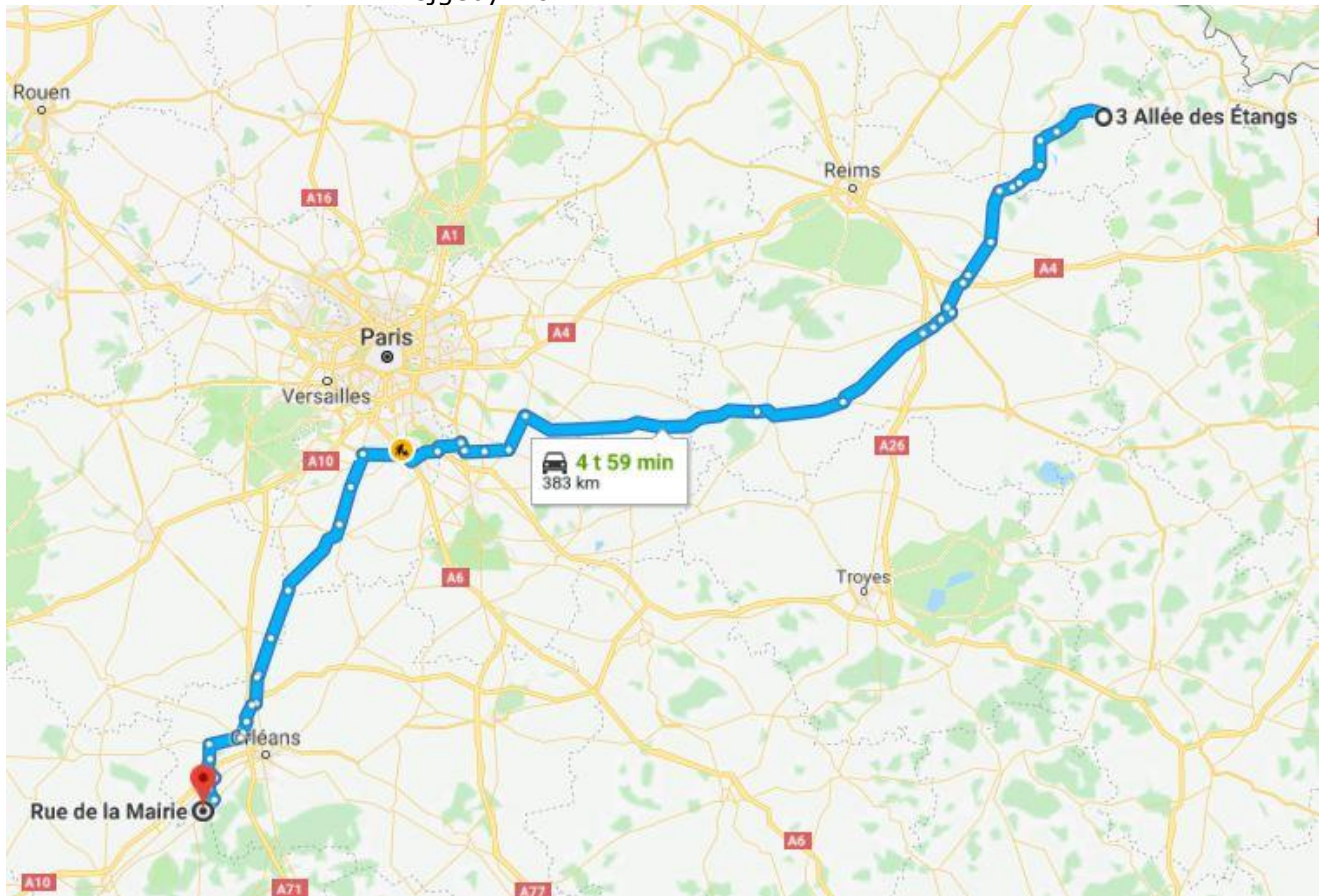 Rouen
3 Allée des Étangs
Reims
A16
A1
A4
A4
Paris
Versailles
A10
4 t 59 min
383 km
A26
A6
Troyes
Orléans
Rue de la Mairie
A6
A10
A71
A77